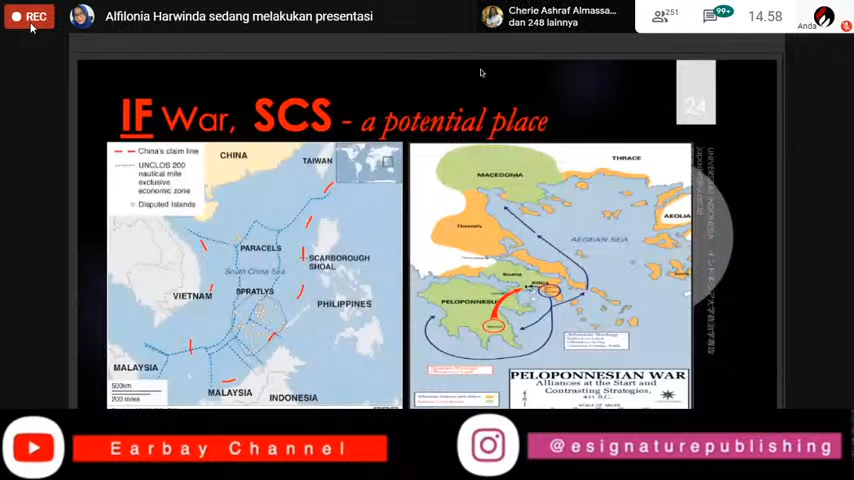 REC
Alfilonia Harwinda sedang melakukan presentasi
Cherie Ashraf Almassa...
dan 248 lainnya
251
99+
14.58
Anda
24
IF War, SCS - a potential place
China's claim line
UNCLOS 200
nautical mile
exclusive
economic zone
Disputed Islands
CHINA
TAIWAN
PARACELS
South China Sea
SCARBOROUGH
SHOAL
SPRATLYS
VIETNAM
PHILIPPINES
MALAYSIA
MALAYSIA
INDONESIA
500km
200 miles
THRACE
MACEDONIA
AEOLIA
Thessaly
AEGEAN SEA
Boeotia
Attica
PELOPONNESUS
PELOPONNESIAN WAR
Alliances at the Start and
Contrasting Strategies,
431 B.C.
Earbay Channel
@esignaturepublishing